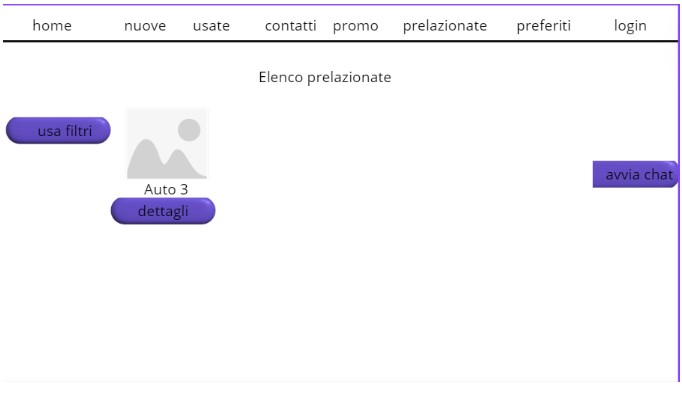 home nuove usate contatti promo prelazionate preferiti login
Elenco prelazionate
usa filtri
avvia chat
Auto 3
dettagli